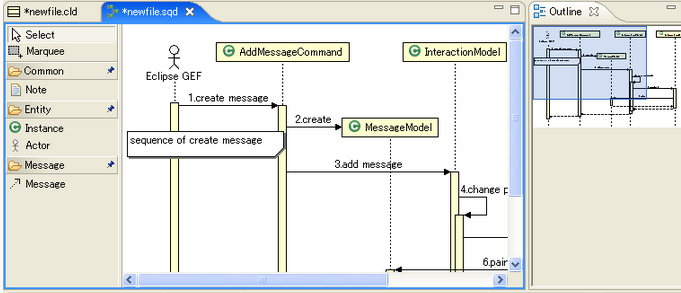 *newfile.cld
*newfile.sqd
Outline
Select
Marquee
Common
Note
Entity
Instance
Actor
Message
Message
Eclipse GEF
AddMessageCommand
InteractionModel
1.create message
2.create
MessageModel
sequence of create message
3.add message
4.change p
6.pain